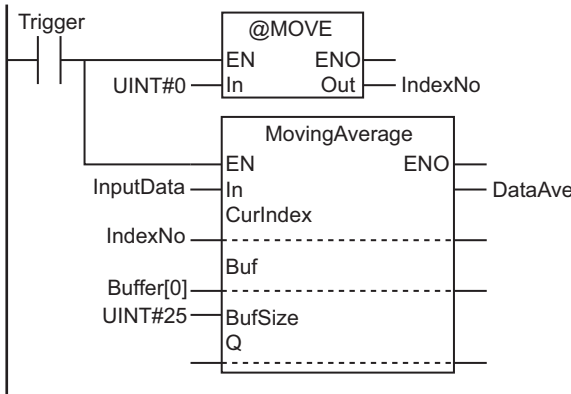 Trigger
@MOVE
EN ENO
UINT#0 In Out IndexNo
MovingAverage
EN ENO
InputData In DataAve
CurIndex
IndexNo
Buf
Buffer[0]
UINT#25 BufSize
Q